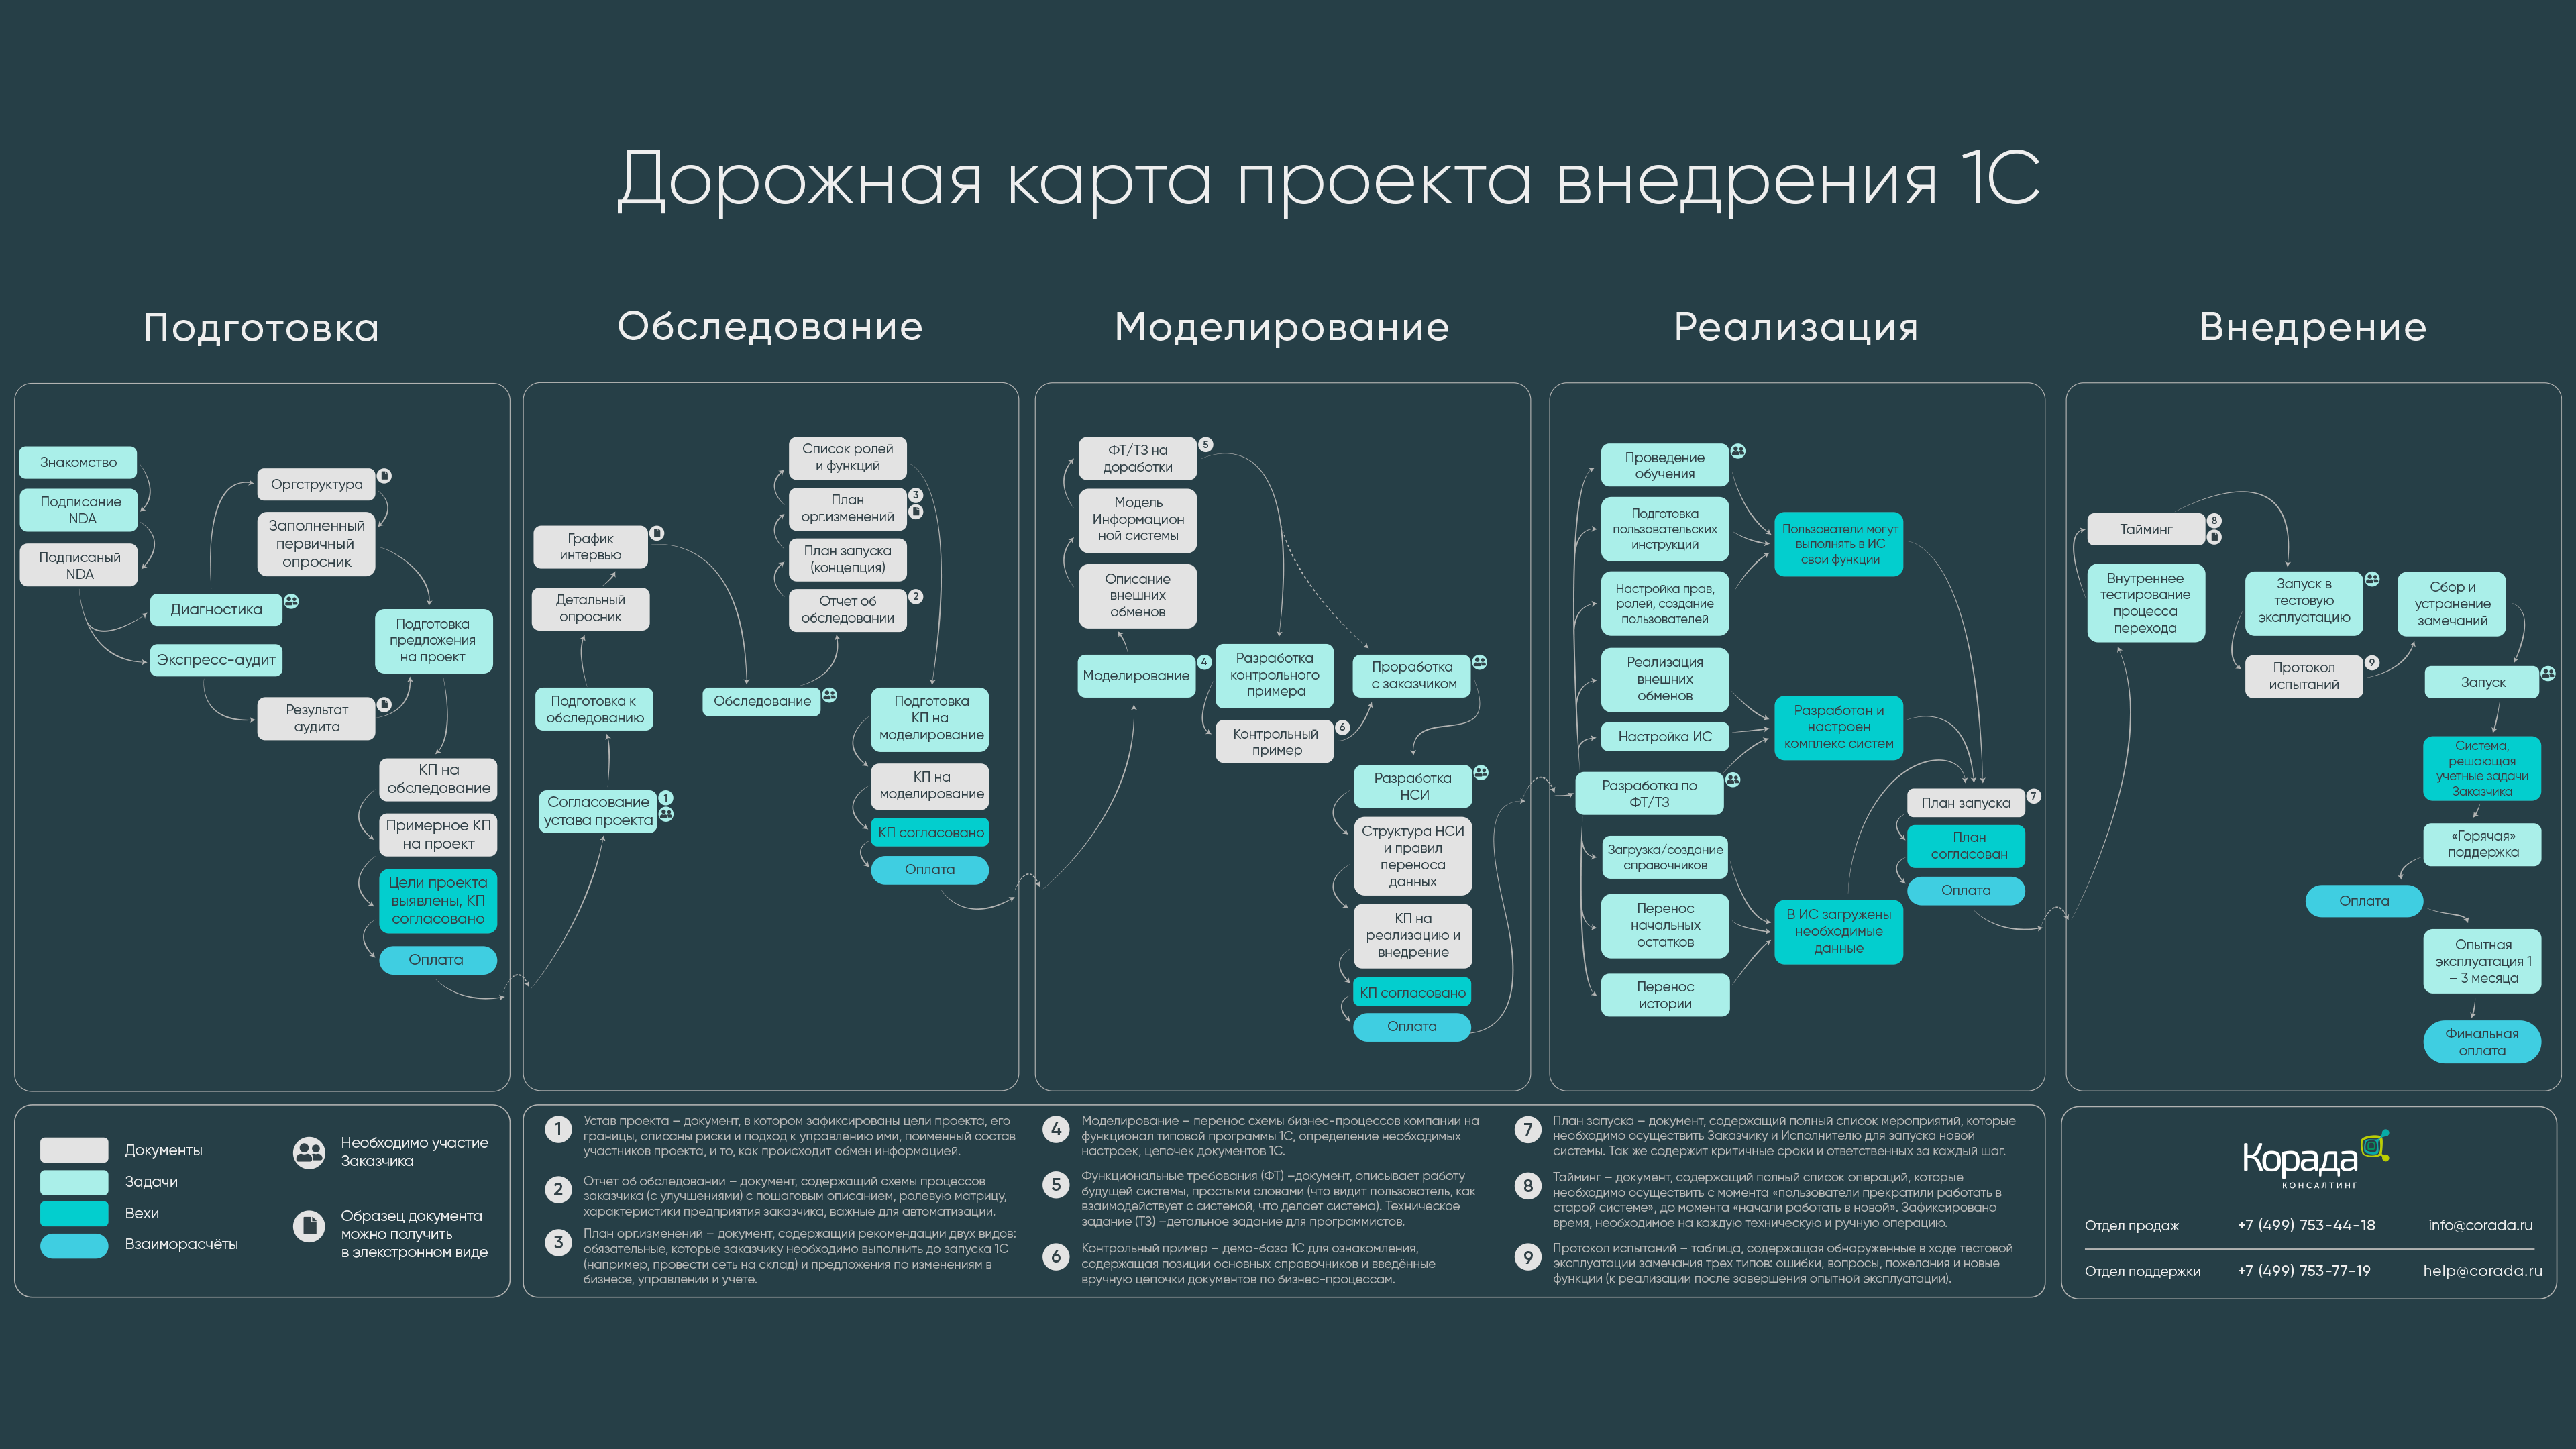 Дорожная карта проекта внедрения 1С
Подготовка
Знакомство
Подписание
NDA
Подписаный
NDA
Диагностика
Экспресс-аудит
Оргструктура
Заполненный
первичный
опросник
Результат
аудита
Подготовка
предложения
на проект
КП на
обследование
Примерное КП
на проект
Цели проекта
выявлены, КП
согласовано
Оплата
Обследование
График
интервью
Детальный
опросник
Подготовка к
обследованию
Согласование
устава проекта
1
Обследование
Список ролей
и функций
План
орг.изменений
3
План запуска
(концепция)
Отчет об
обследовании
2
Подготовка
КП на
моделирование
КП на
моделирование
КП согласовано
Оплата
Моделирование
ФТ/ТЗ на
доработки
5
Модель
Информацион
ной системы
Описание
внешних
обменов
Моделирование
4
Разработка
контрольного
примера
Контрольный
пример
6
Проработка
с заказчиком
Разработка
НСИ
Структура НСИ
и правил
переноса
данных
КП на
реализацию и
внедрение
КП согласовано
Оплата
Реализация
Проведение
обучения
Подготовка
пользовательских
инструкций
Настройка прав,
ролей, создание
пользователей
Реализация
внешних
обменов
Настройка ИС
Разработка по
ФТ/ТЗ
Загрузка/создание
справочников
Перенос
начальных
остатков
Перенос
истории
Пользователи могут
выполнять в ИС
свои функции
Разработан и
настроен
комплекс систем
В ИС загружены
необходимые
данные
План запуска
7
План
согласован
Оплата
Внедрение
Тайминг
8
Внутреннее
тестирование
процесса
перехода
Запуск в
тестовую
эксплуатацию
Протокол
испытаний
9
Сбор и
устранение
замечаний
Запуск
Система,
решающая
учетные задачи
Заказчика
«Горячая»
поддержка
Оплата
Опытная
эксплуатация 1
– 3 месяца
Финальная
оплата
Документы
Задачи
Вехи
Взаиморасчёты
Необходимо участие
Заказчика
Образец документа
можно получить
в элекстронном виде
1
Устав проекта – документ, в котором зафиксированы цели проекта, его
границы, описаны риски и подход к управлению ими, поименный состав
участников проекта, и то, как происходит обмен информацией.
2
Отчет об обследовании – документ, содержащий схемы процессов
заказчика (с улучшениями) с пошаговым описанием, ролевую матрицу,
характеристики предприятия заказчика, важные для автоматизации.
3
План орг.изменений – документ, содержащий рекомендации двух видов:
обязательные, которые заказчику необходимо выполнить до запуска 1С
(например, провести сеть на склад) и предложения по изменениям в
бизнесе, управлении и учете.
4
Моделирование – перенос схемы бизнес-процессов компании на
функционал типовой программы 1С, определение необходимых
настроек, цепочек документов 1С.
5
Функциональные требования (ФТ) –документ, описывает работу
будущей системы, простыми словами (что видит пользователь, как
взаимодействует с системой, что делает система). Техническое
задание (ТЗ) –детальное задание для программистов.
6
Контрольный пример – демо-база 1С для ознакомления,
содержащая позиции основных справочников и введённые
вручную цепочки документов по бизнес-процессам.
7
План запуска – документ, содержащий полный список мероприятий, которые
необходимо осуществить Заказчику и Исполнителю для запуска новой
системы. Так же содержит критичные сроки и ответственных за каждый шаг.
8
Тайминг – документ, содержащий полный список операций, которые
необходимо осуществить с момента «пользователи прекратили работать в
старой системе», до момента «начали работать в новой». Зафиксировано
время, необходимое на каждую техническую и ручную операцию.
9
Протокол испытаний – таблица, содержащая обнаруженные в ходе тестовой
эксплуатации замечания трех типов: ошибки, вопросы, пожелания и новые
функции (к реализации после завершения опытной эксплуатации).
Корада
КОНСАЛТИНГ
Отдел продаж +7 (499) 753-44-18 info@corada.ru
Отдел поддержки +7 (499) 753-77-19 help@corada.ru